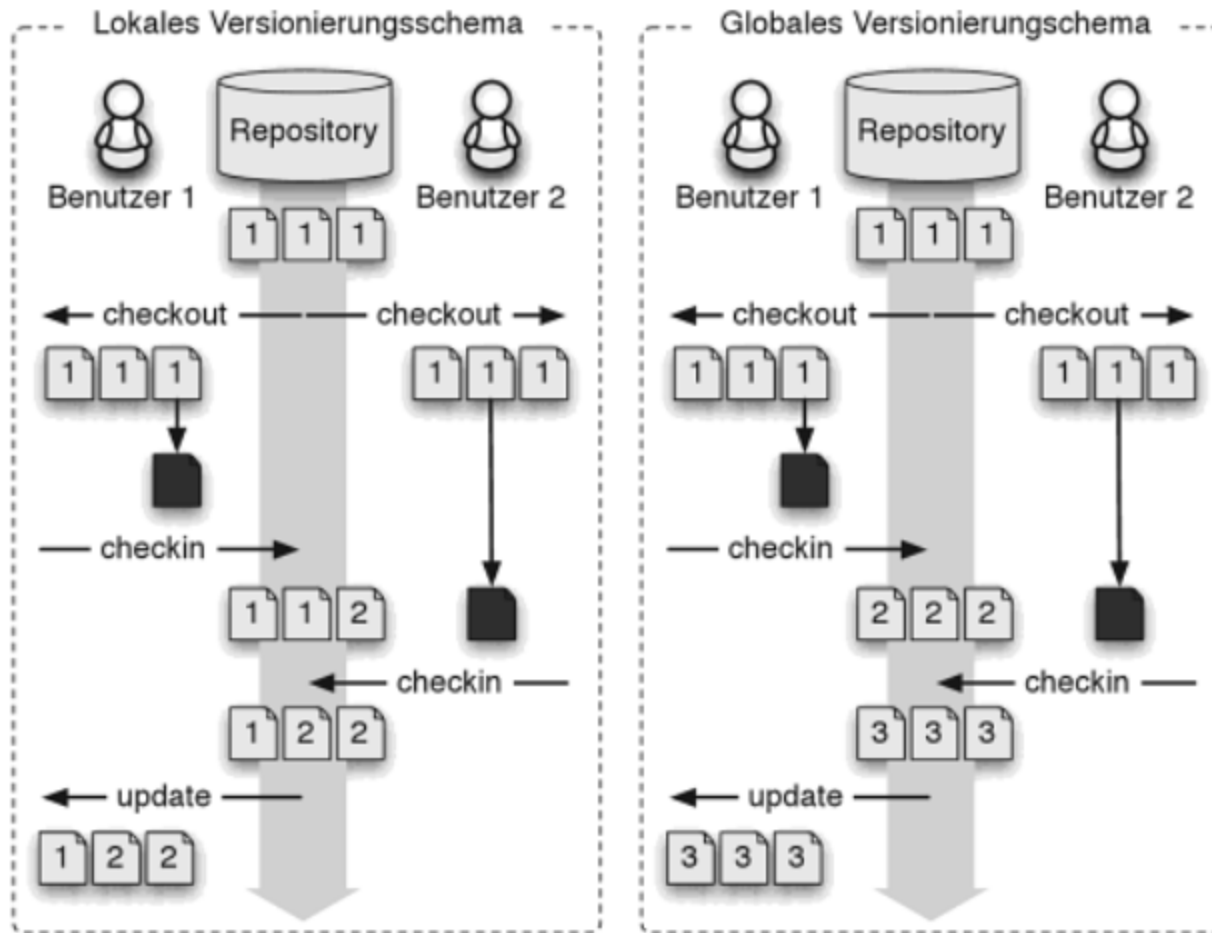 Lokales Versionierungsschema
Repository
Benutzer 1
Benutzer 2
1 1 1
checkout
checkout
1 1 1
1 1 1
checkin
1 1 2
checkin
1 2 2
update
1 2 2
Globales Versionierungschema
Repository
Benutzer 1
Benutzer 2
1 1 1
checkout
checkout
1 1 1
1 1 1
checkin
2 2 2
checkin
3 3 3
update
3 3 3